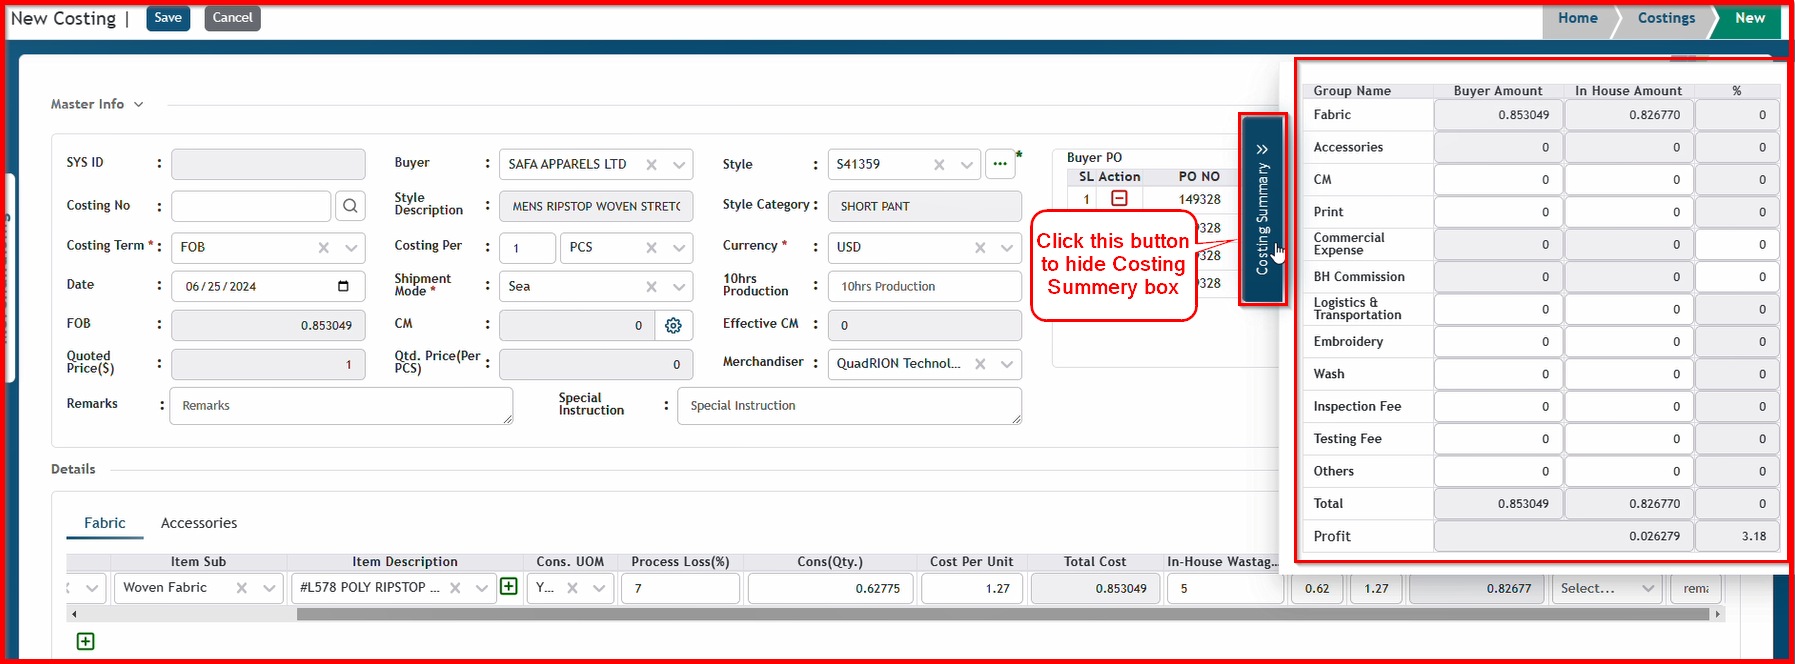 New Costing | Save Cancel Home Costings New
Master Info
SYS ID :
Buyer : SAFA APPARELS LTD
Style : S41359 ... *
Costing No :
Style Description : MENS RIPSTOP WOVEN STRETC
Style Category : SHORT PANT
Costing Term * : FOB
Costing Per : 1 PCS
Currency * : USD
Date : 06/25/2024
Shipment Mode * : Sea
10hrs Production : 10hrs Production
FOB : 0.853049
CM : 0
Effective CM : 0
Quoted Price($) : 1
Qtd. Price(Per PCS) : 0
Merchandiser : QuadRION Technol...
Remarks : Remarks
Special Instruction : Special Instruction
Buyer PO
SL Action PO NO
1 149328
9328
9328
9328
Click this button
to hide Costing
Summery box
Costing Summary
Group Name Buyer Amount In House Amount %
Fabric 0.853049 0.826770 0
Accessories 0 0 0
CM 0 0 0
Print 0 0 0
Commercial Expense 0 0 0
BH Commission 0 0 0
Logistics & Transportation 0 0 0
Embroidery 0 0 0
Wash 0 0 0
Inspection Fee 0 0 0
Testing Fee 0 0 0
Others 0 0 0
Total 0.853049 0.826770 0
Profit 0.026279 3.18
Details
Fabric Accessories
Item Sub Item Description Cons. UOM Process Loss(%) Cons(Qty.) Cost Per Unit Total Cost In-House Wastag...
Woven Fabric #L578 POLY RIPSTOP ... Y... 7 0.62775 1.27 0.853049 5 0.62 1.27 0.82677 Select... rema